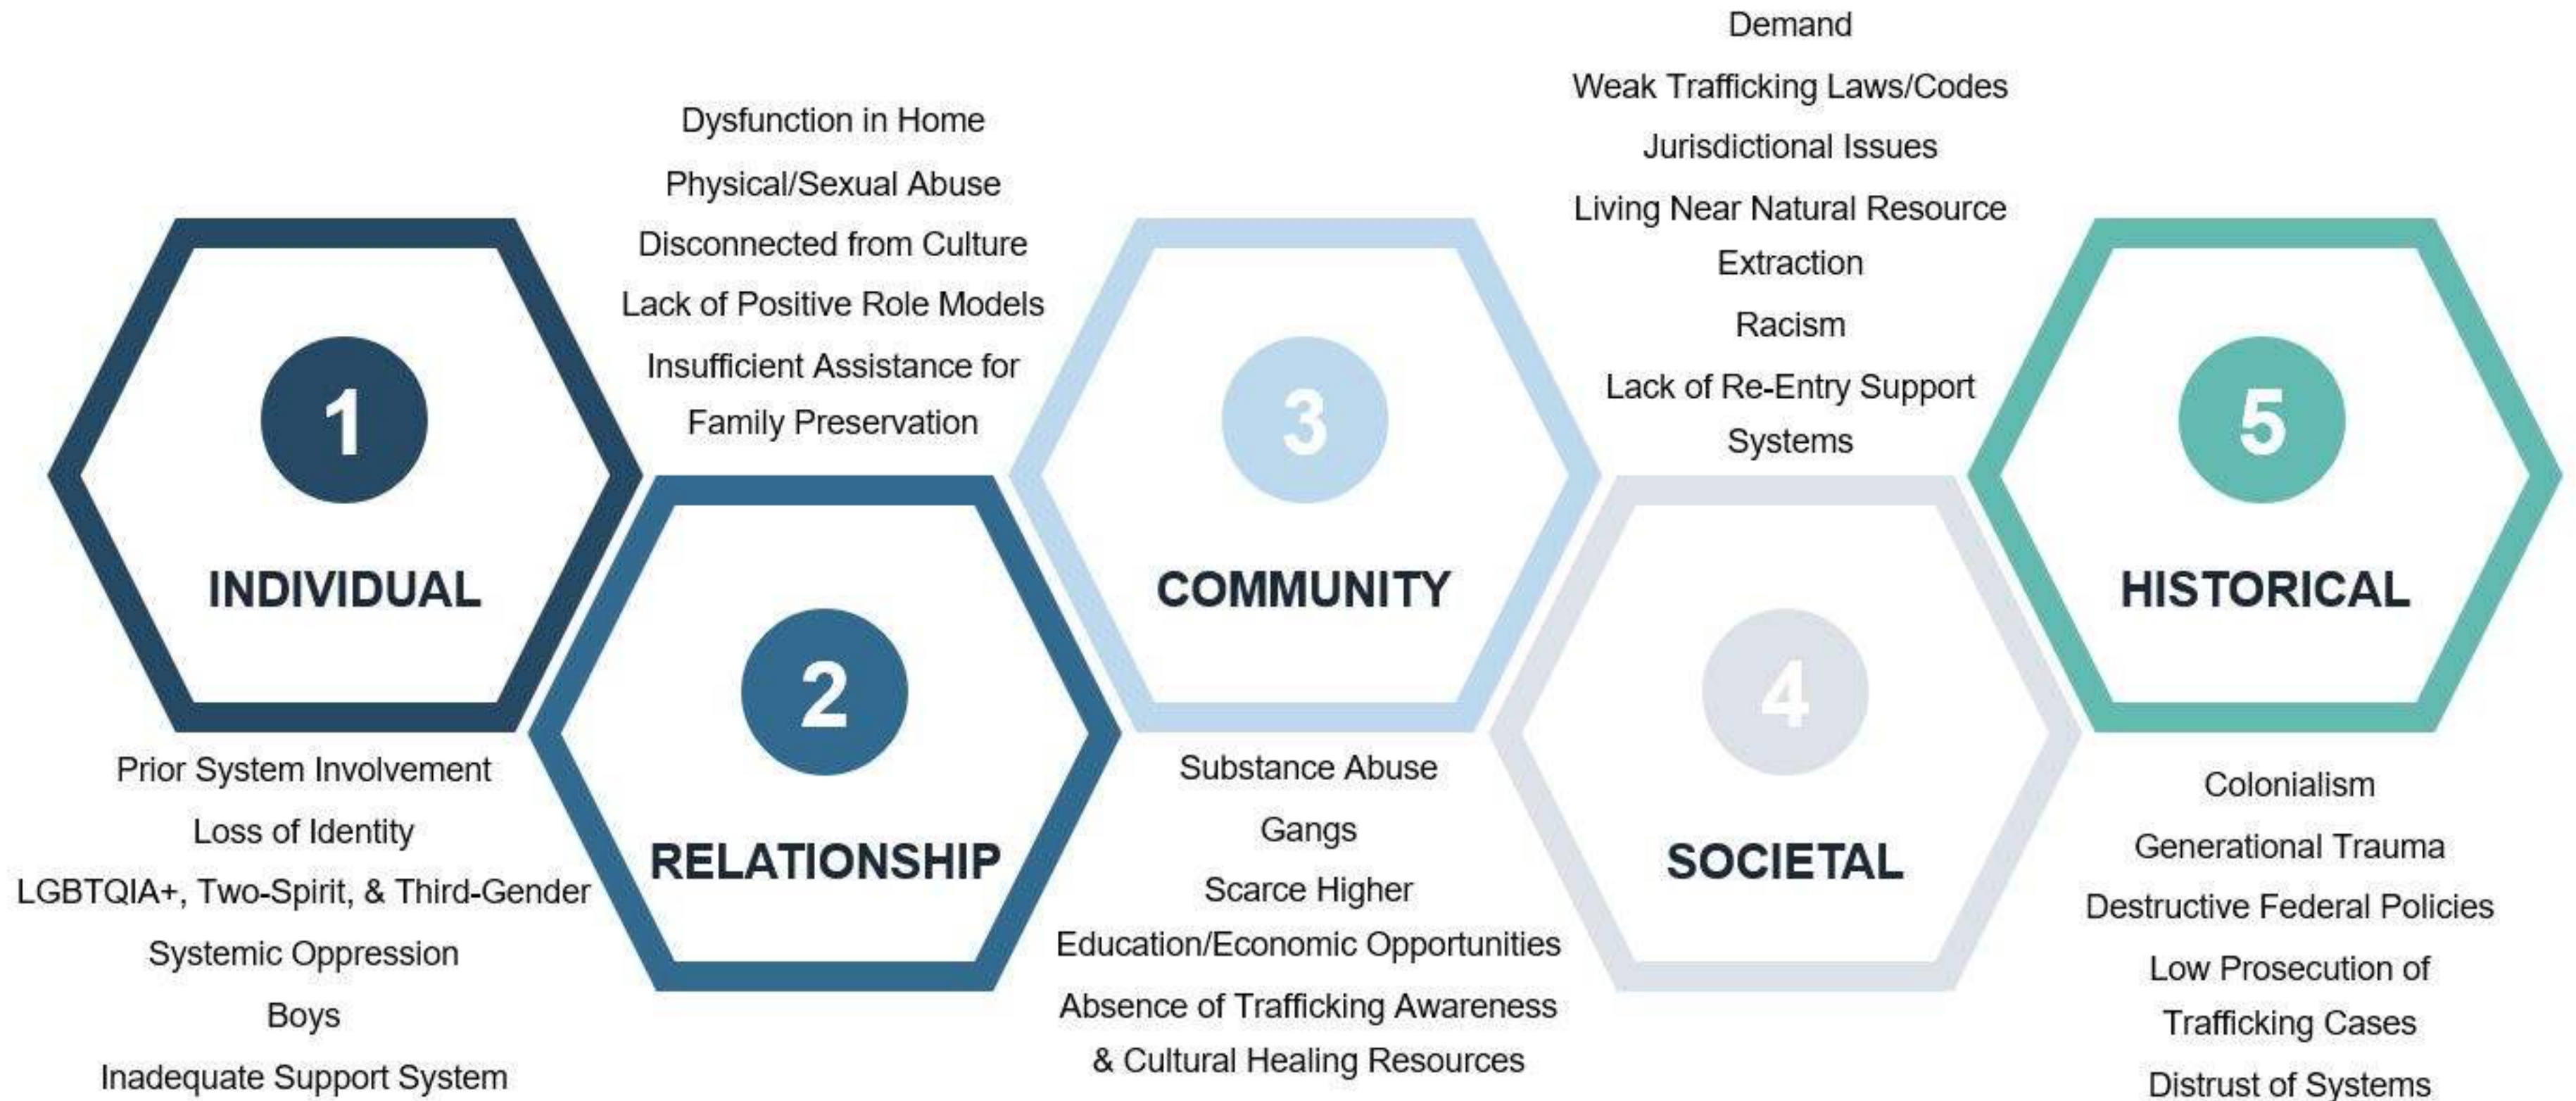 1
INDIVIDUAL
Prior System Involvement
Loss of Identity
LGBTQIA+, Two-Spirit, & Third-Gender
Systemic Oppression
Boys
Inadequate Support System
Dysfunction in Home
Physical/Sexual Abuse
Disconnected from Culture
Lack of Positive Role Models
Insufficient Assistance for
Family Preservation
2
RELATIONSHIP
3
COMMUNITY
Substance Abuse
Gangs
Scarce Higher
Education/Economic Opportunities
Absence of Trafficking Awareness
& Cultural Healing Resources
Demand
Weak Trafficking Laws/Codes
Jurisdictional Issues
Living Near Natural Resource
Extraction
Racism
Lack of Re-Entry Support
Systems
4
SOCIETAL
5
HISTORICAL
Colonialism
Generational Trauma
Destructive Federal Policies
Low Prosecution of
Trafficking Cases
Distrust of Systems